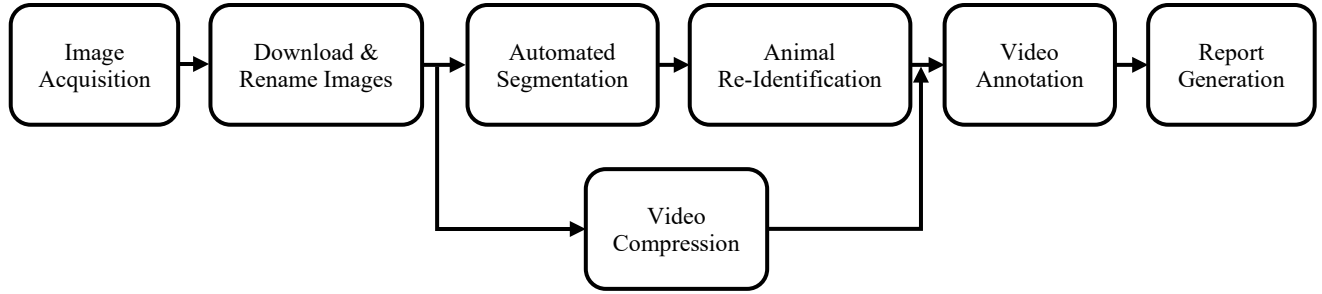 Image
Acquisition
Download &
Rename Images
Automated
Segmentation
Animal
Re-Identification
Video
Annotation
Report
Generation
Video
Compression